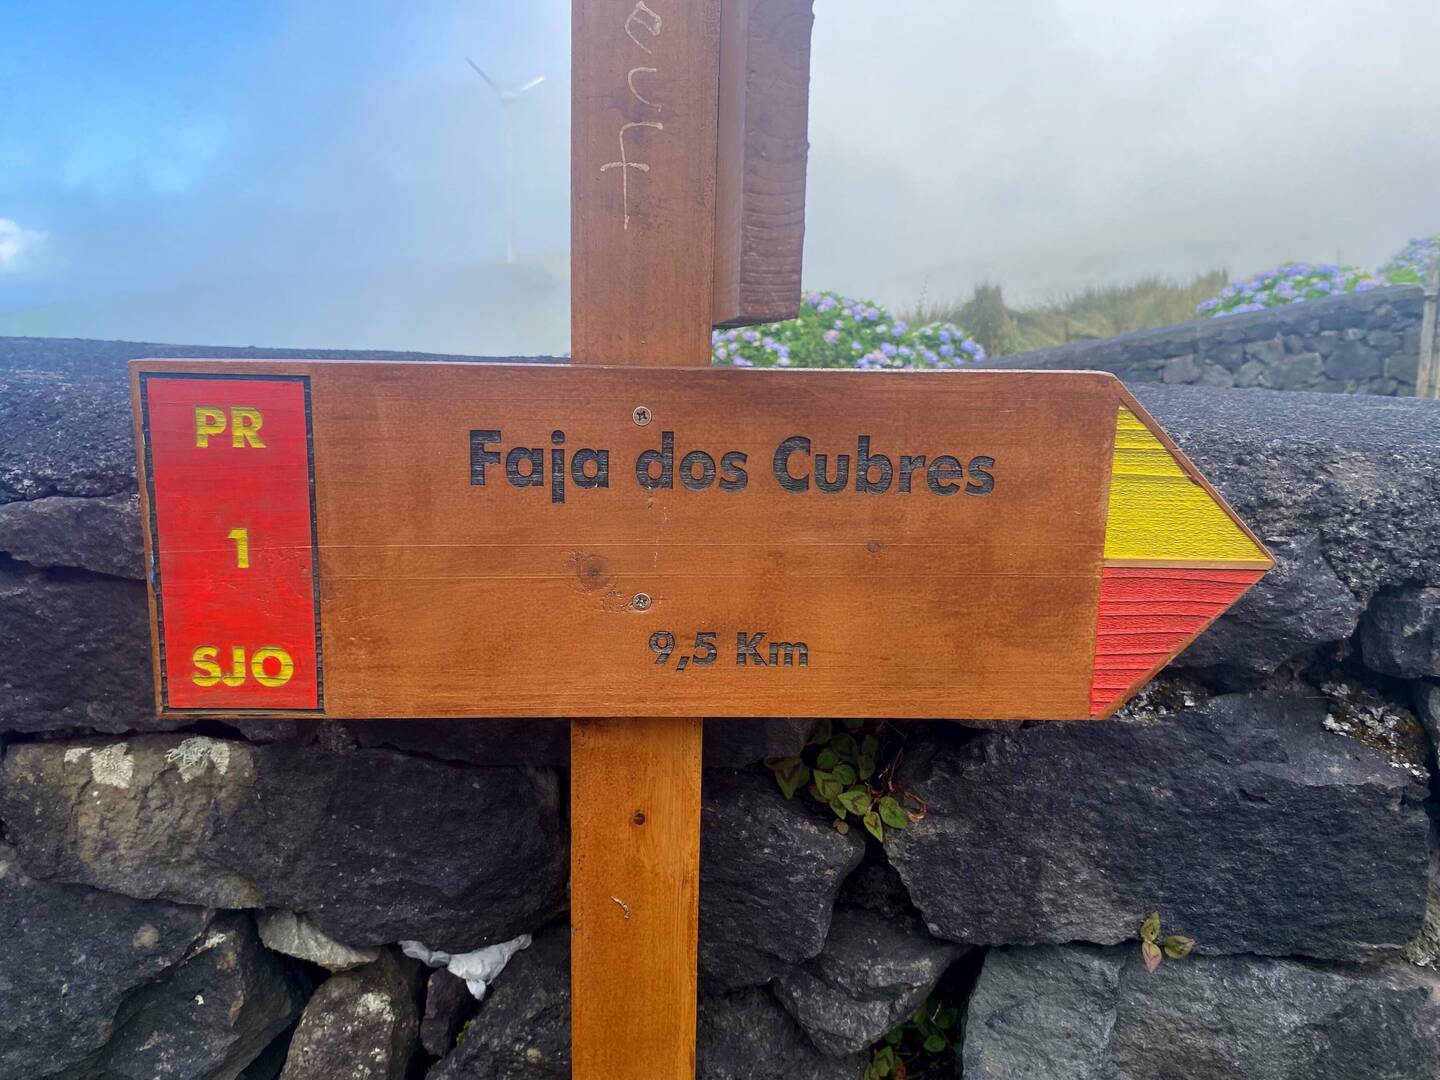 PR
1
SJO
Faja dos Cubres
9,5 Km